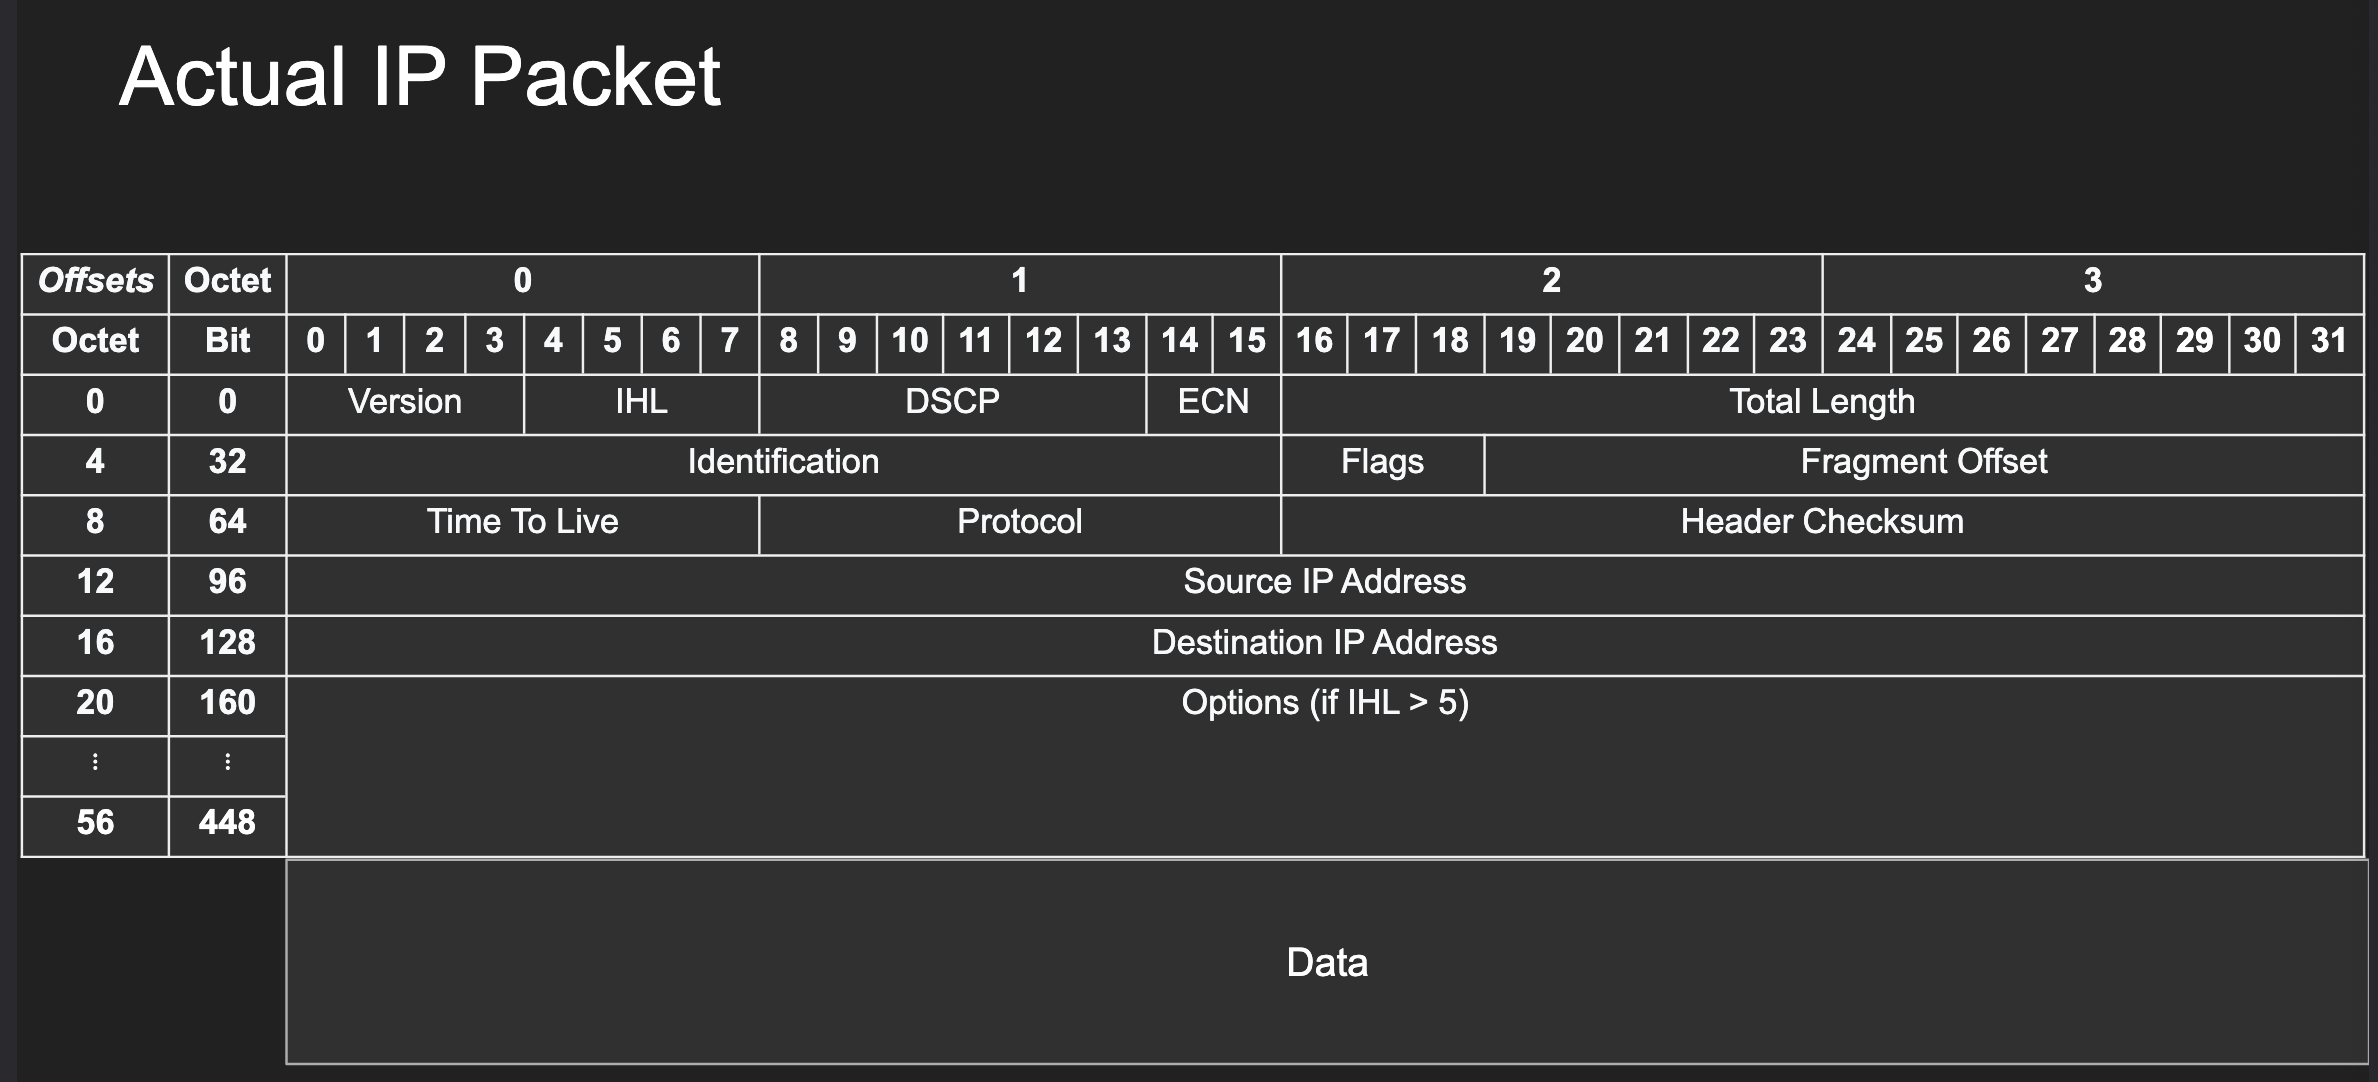 Actual IP Packet
Offsets Octet 0 1 2 3
Octet Bit 0 1 2 3 4 5 6 7 8 9 10 11 12 13 14 15 16 17 18 19 20 21 22 23 24 25 26 27 28 29 30 31
0 0 Version IHL DSCP ECN Total Length
4 32 Identification Flags Fragment Offset
8 64 Time To Live Protocol Header Checksum
12 96 Source IP Address
16 128 Destination IP Address
20 160 Options (if IHL > 5)
⋮ ⋮
56 448
Data